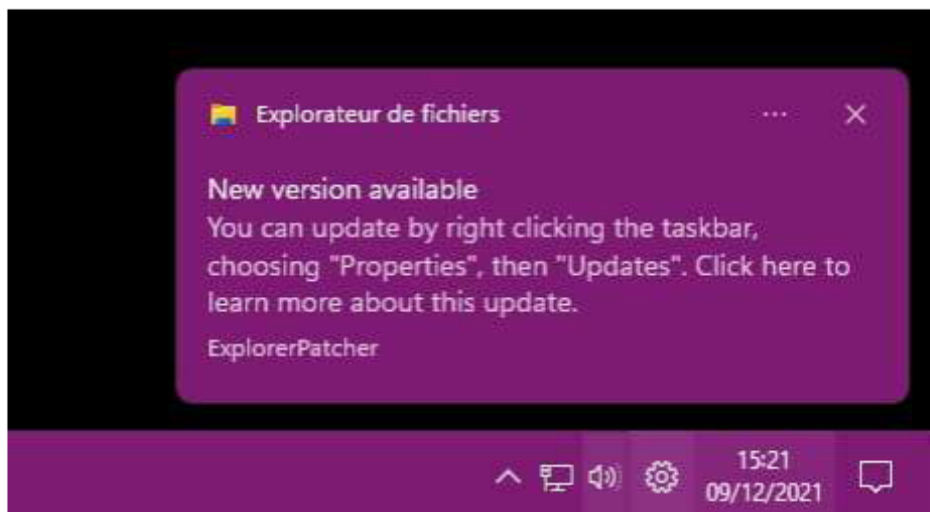 Explorateur de fichiers
New version available
You can update by right clicking the taskbar,
choosing "Properties", then "Updates". Click here to
learn more about this update.
ExplorerPatcher
15:21
09/12/2021